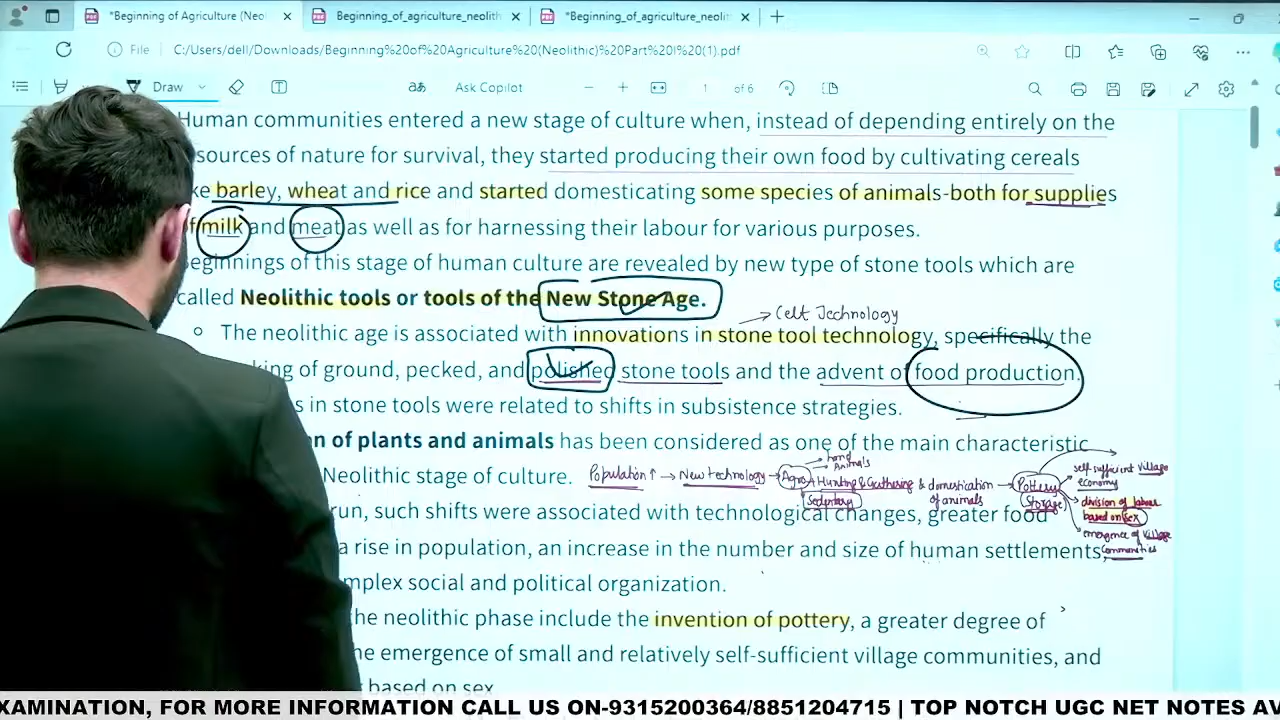 *Beginning of Agriculture (Neol
Beginning_of_agriculture_neolith
*Beginning_of_agriculture_neolit
File C:/Users/dell/Downloads/Beginning%20of%20Agriculture%20(Neolithic)%20Part%20I%20(1).pdf
Draw aあ Ask Copilot 1 of 6
Human communities entered a new stage of culture when, instead of depending entirely on the
sources of nature for survival, they started producing their own food by cultivating cereals
ke barley, wheat and rice and started domesticating some species of animals-both for supplies
f milk and meat as well as for harnessing their labour for various purposes.
eginnings of this stage of human culture are revealed by new type of stone tools which are
called Neolithic tools or tools of the New Stone Age.
Celt Technology
The neolithic age is associated with innovations in stone tool technology, specifically the
king of ground, pecked, and polished stone tools and the advent of food production.
s in stone tools were related to shifts in subsistence strategies.
n of plants and animals has been considered as one of the main characteristic
Neolithic stage of culture. Population ↑ → New technology → Agro + Hunting & Gathering & domestication of animals → Pottery
Animals
Sedentary
Storage
self sufficient village economy
division of labour based on sex
emergence of village communities
run, such shifts were associated with technological changes, greater food
a rise in population, an increase in the number and size of human settlements,
mplex social and political organization.
he neolithic phase include the invention of pottery, a greater degree of
he emergence of small and relatively self-sufficient village communities, and
based on sex
XAMINATION, FOR MORE INFORMATION CALL US ON-9315200364/8851204715 | TOP NOTCH UGC NET NOTES AV